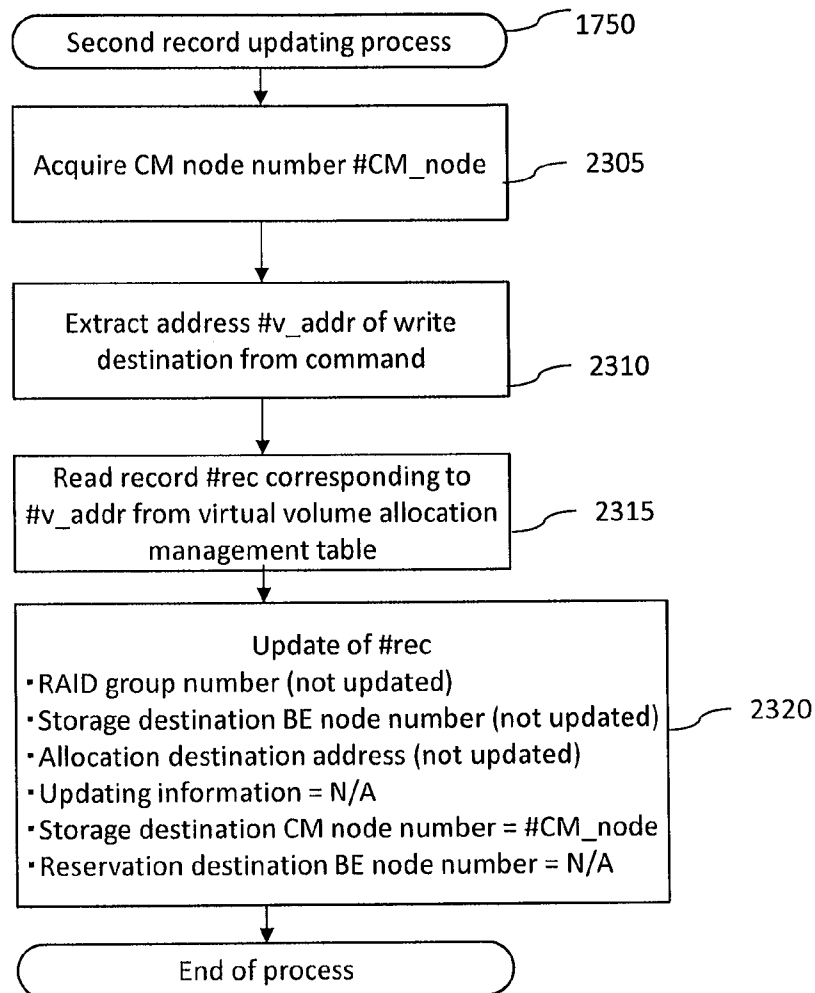 Second record updating process
1750
Acquire CM node number #CM_node
2305
Extract address #v_addr of write
destination from command
2310
Read record #rec corresponding to
#v_addr from virtual volume allocation
management table
2315
Update of #rec
・RAID group number (not updated)
・Storage destination BE node number (not updated)
・Allocation destination address (not updated)
・Updating information = N/A
・Storage destination CM node number = #CM_node
・Reservation destination BE node number = N/A
2320
End of process